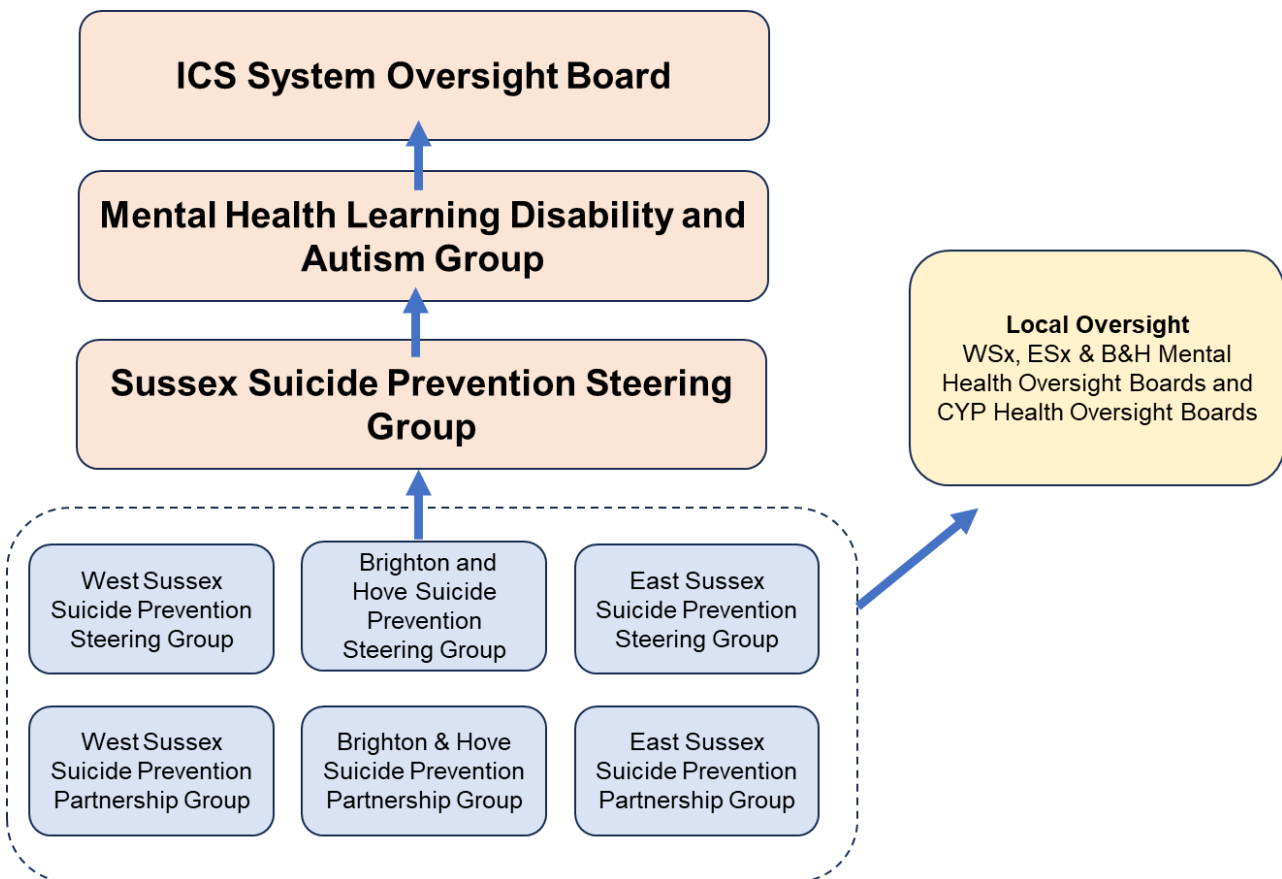 ICS System Oversight Board
Mental Health Learning Disability and
Autism Group
Sussex Suicide Prevention Steering
Group
Local Oversight
WSx, ESx & B&H Mental
Health Oversight Boards and
CYP Health Oversight Boards
West Sussex
Suicide Prevention
Steering Group
Brighton and
Hove Suicide
Prevention
Steering Group
East Sussex
Suicide Prevention
Steering Group
West Sussex
Suicide Prevention
Partnership Group
Brighton & Hove
Suicide Prevention
Partnership Group
East Sussex
Suicide Prevention
Partnership Group